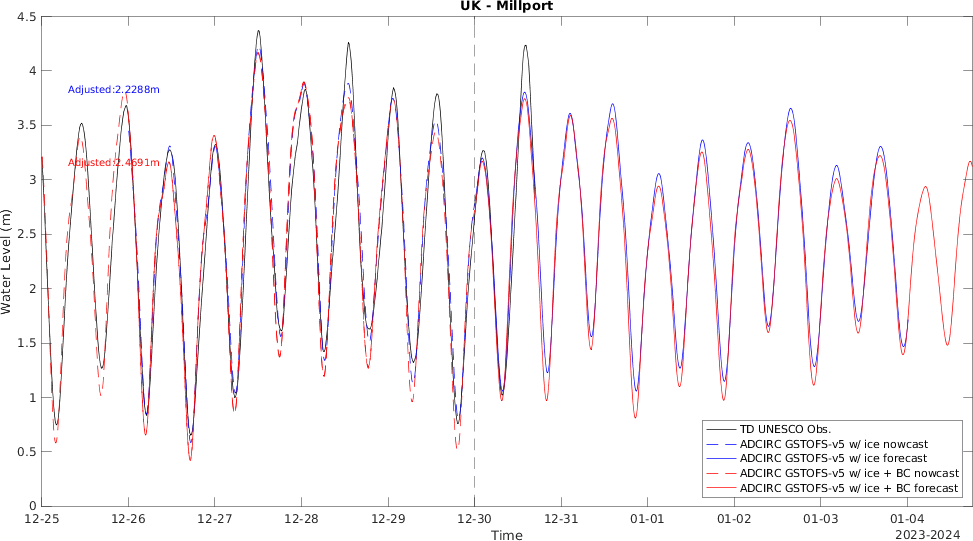 UK - Millport
4.5
4
3.5
3
2.5
2
1.5
1
0.5
0
Water Level (m)
Adjusted:2.2288m
Adjusted:2.4691m
TD UNESCO Obs.
ADCIRC GSTOFS-v5 w/ ice nowcast
ADCIRC GSTOFS-v5 w/ ice forecast
ADCIRC GSTOFS-v5 w/ ice + BC nowcast
ADCIRC GSTOFS-v5 w/ ice + BC forecast
12-25 12-26 12-27 12-28 12-29 12-30 12-31 01-01 01-02 01-03 01-04
Time
2023-2024